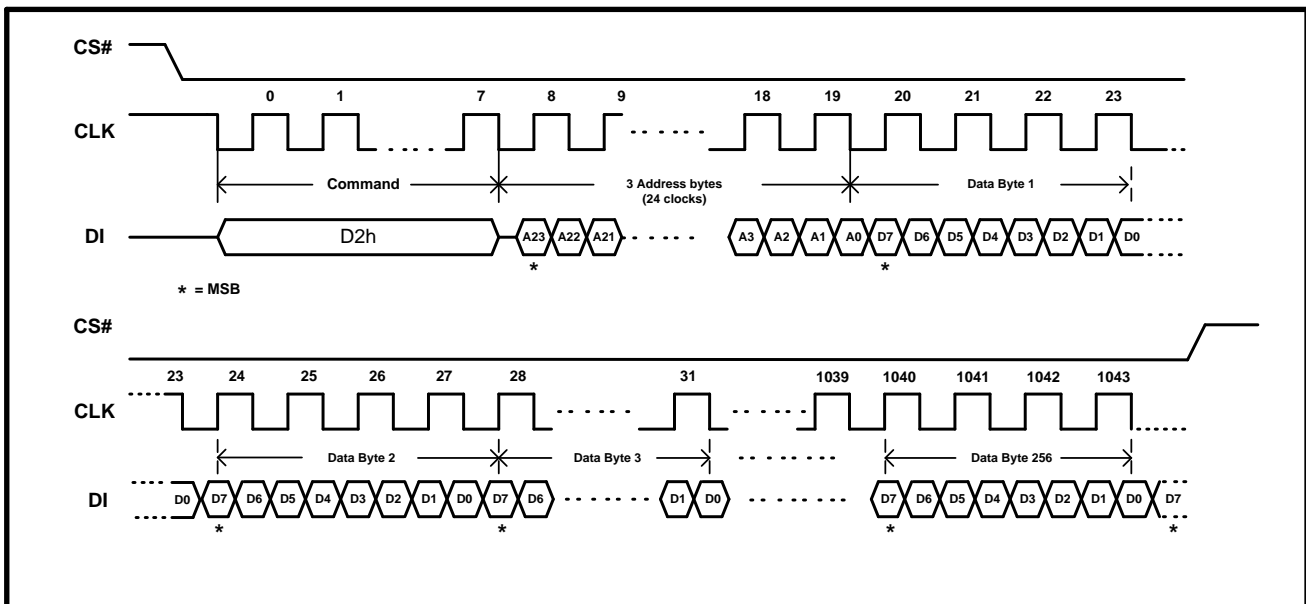 CS#
0 1 7 8 9 18 19 20 21 22 23
CLK
Command 3 Address bytes Data Byte 1
(24 clocks)
DI D2h A23 A22 A21 A3 A2 A1 A0 D7 D6 D5 D4 D3 D2 D1 D0
* *
* = MSB
CS#
23 24 25 26 27 28 31 1039 1040 1041 1042 1043
CLK
Data Byte 2 Data Byte 3 Data Byte 256
DI D0 D7 D6 D5 D4 D3 D2 D1 D0 D7 D6 D1 D0 D7 D6 D5 D4 D3 D2 D1 D0 D7
* * * *